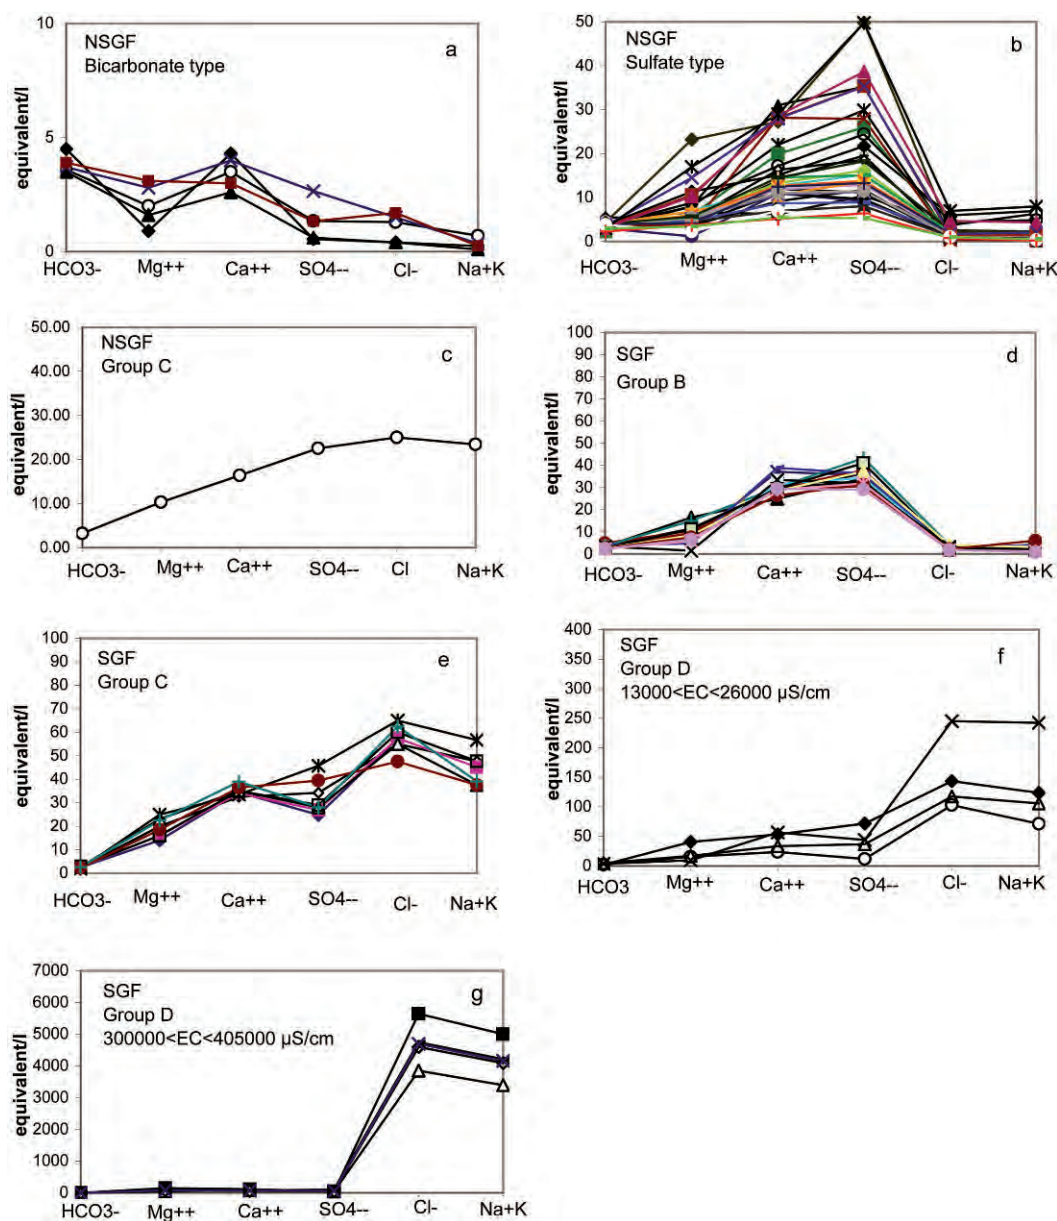 10
NSGF
a
Bicarbonate type
equivalent/l
5
0
HCO3-
Mg++
Ca++
SO4--
Cl-
Na+K
50
NSGF
b
Sulfate type
40
equivalent/l
30
20
10
0
HCO3-
Mg++
Ca++
SO4--
Cl-
Na+K
50.00
NSGF
c
Group C
40.00
equivalent/l
30.00
20.00
10.00
0.00
HCO3-
Mg++
Ca++
SO4--
Cl
Na+K
100
SGF
d
90
80
Group B
70
equivalent/l
60
50
40
30
20
10
0
HCO3-
Mg++
Ca++
SO4--
Cl-
Na+K
100
SGF
e
90
Group C
80
70
equivalent/l
60
50
40
30
20
10
0
HCO3-
Mg++
Ca++
SO4--
Cl-
Na+K
400
SGF
f
350
Group D
300
13000<EC<26000 µS/cm
equivalent/l
250
200
150
100
50
0
HCO3
Mg++
Ca++
SO4--
Cl-
Na+K
7000
SGF
g
6000
Group D
300000<EC<405000 µS/cm
equivalent/l
5000
4000
3000
2000
1000
0
HCO3-
Mg++
Ca++
SO4--
Cl-
Na+K